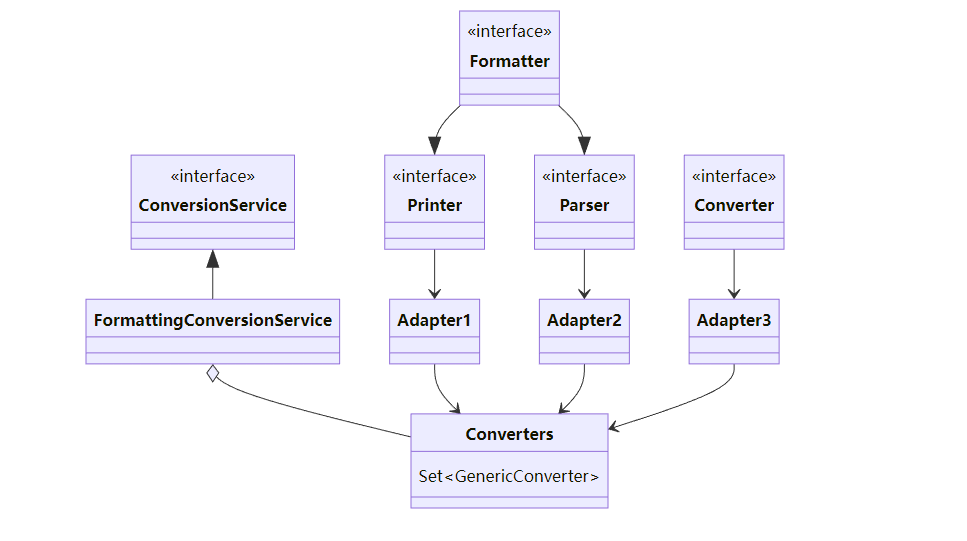 «interface»
Formatter
«interface»
ConversionService
«interface»
Printer
«interface»
Parser
«interface»
Converter
FormattingConversionService
Adapter1
Adapter2
Adapter3
Converters
Set<GenericConverter>